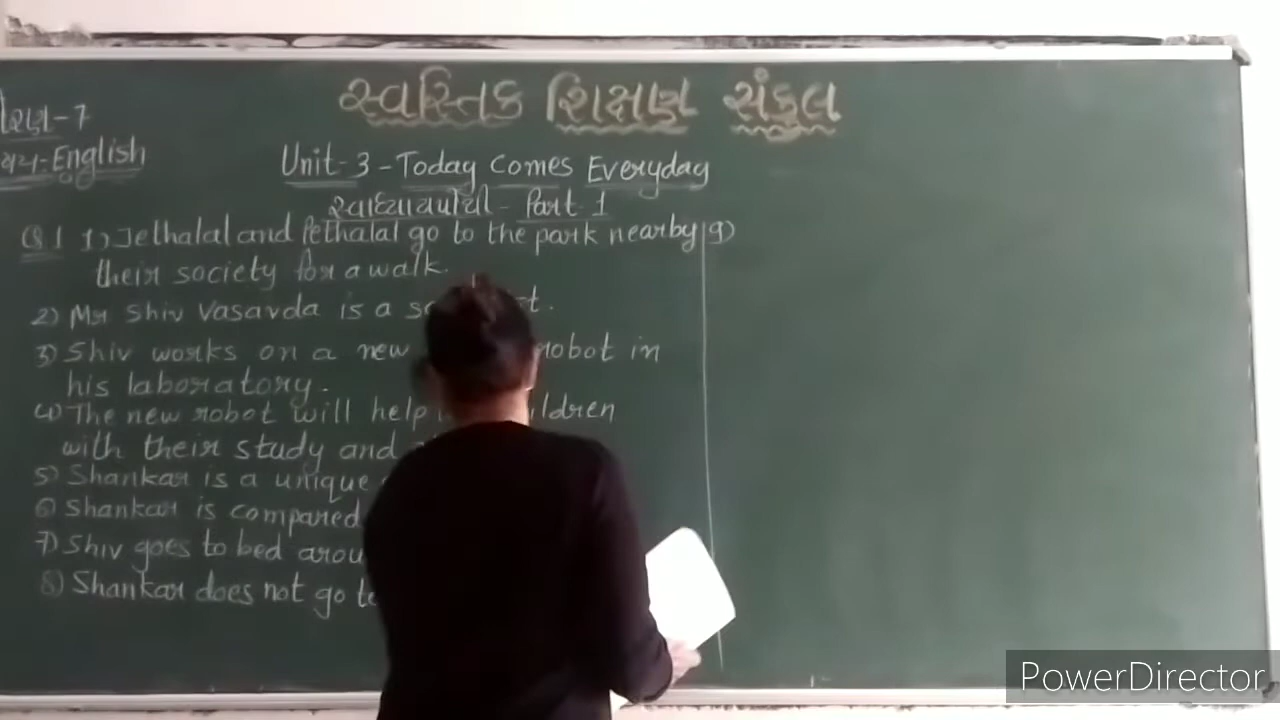 સ્વસ્તિક શિક્ષણ સંકુલ
ધોરણ-7
વિષય-English
Unit-3-Today Comes Everyday
સ્વાધ્યાયપોથી-Part-1
Q 1 1) Jethalal and Pethalal go to the park nearby
their society for a walk.
2) Mr Shiv Vasavda is a
3) Shiv works on a new robot in
his laboratory.
4) The new robot will help
with their study and
5) Shankar is a unique
6) Shankar is compared
7) Shiv goes to bed
8) Shankar does not go
9)
PowerDirector